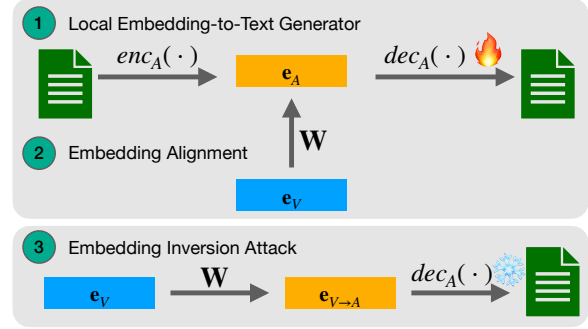 1 Local Embedding-to-Text Generator
enc_A(·)
e_A
dec_A(·)
W
2 Embedding Alignment
e_V
3 Embedding Inversion Attack
e_V
W
e_{V→A}
dec_A(·)